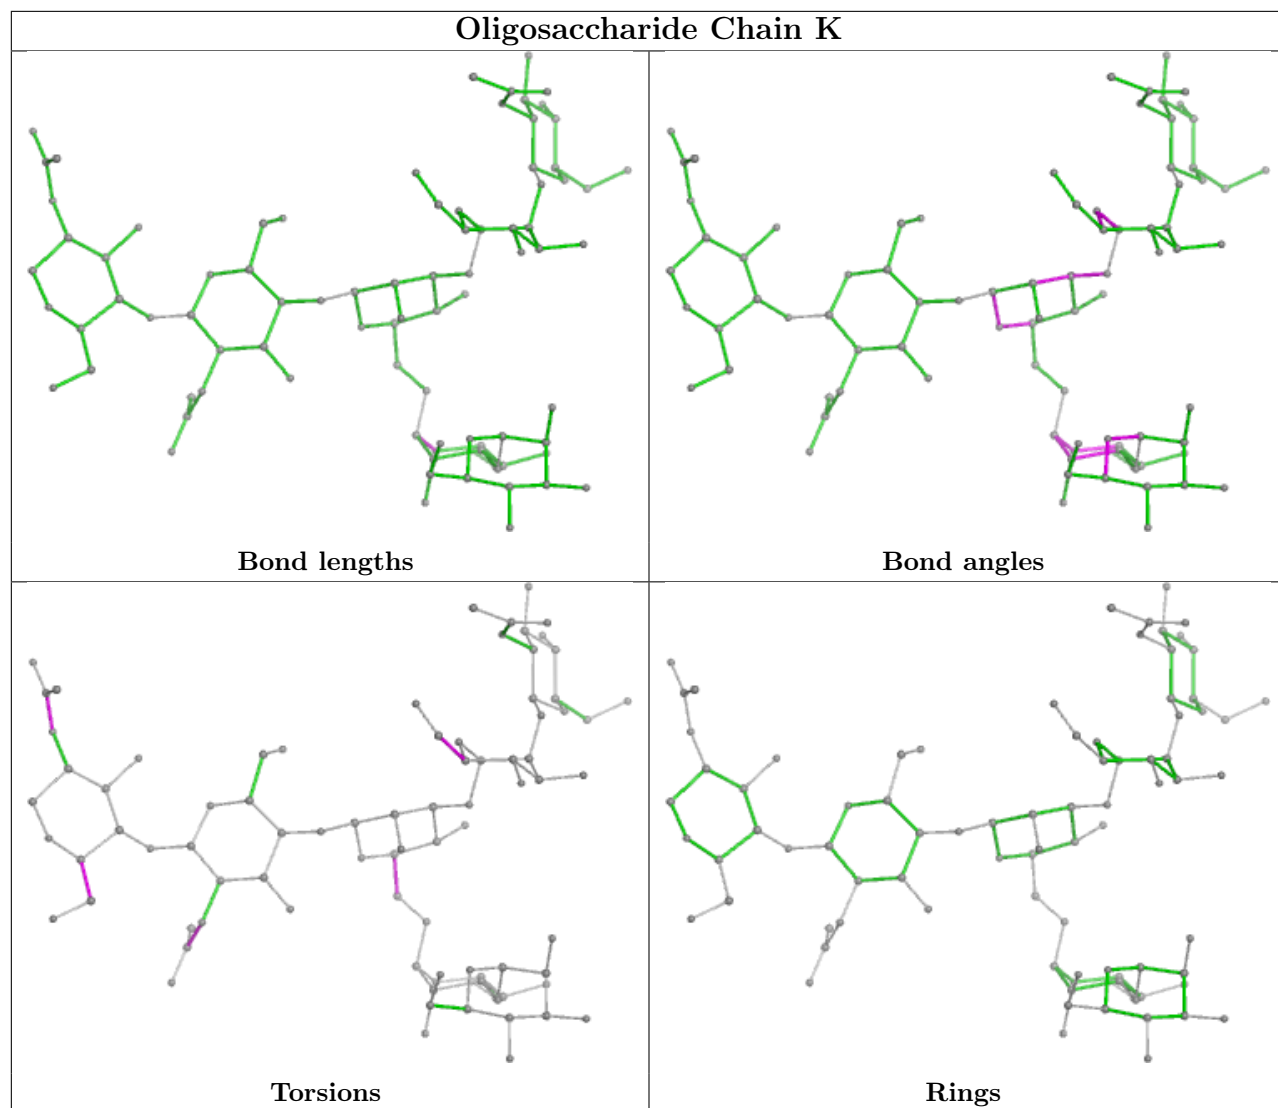 Oligosaccharide Chain K
Bond lengths
Bond angles
Torsions
Rings